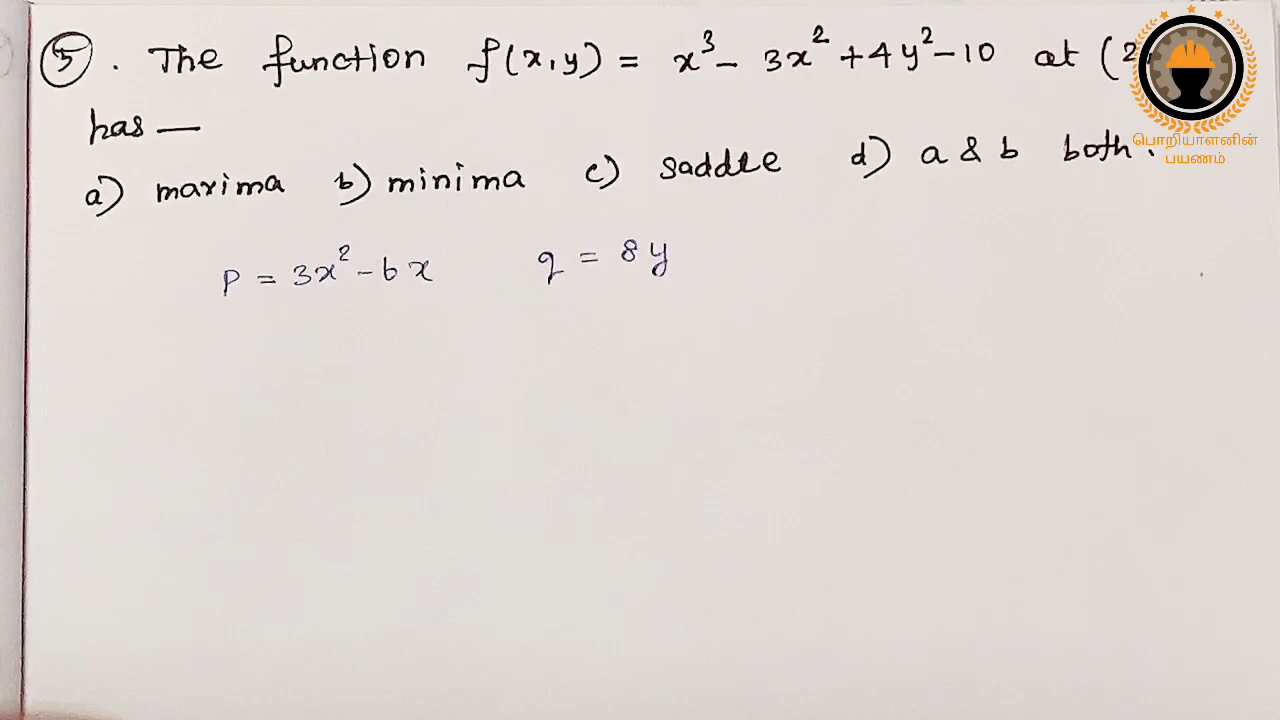 5. The function f(x,y) = x³ - 3x² + 4y² - 10 at (2,
has —
a) maxima b) minima c) saddle d) a & b both.
பொறியாளனின்
பயணம்
P = 3x² - 6x q = 8y